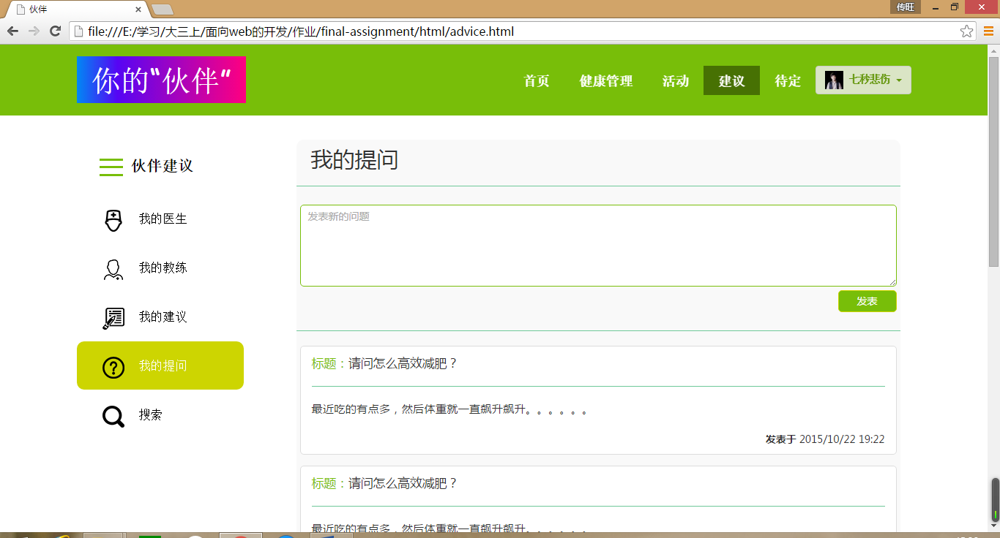 伙伴
传旺
file:///E:/学习/大三上/面向web的开发/作业/final-assignment/html/advice.html
你的“伙伴”
首页 健康管理 活动 建议 待定 七秒悲伤
伙伴建议
我的医生
我的教练
我的建议
我的提问
搜索
我的提问
发表新的问题
发表
标题：请问怎么高效减肥？
最近吃的有点多，然后体重就一直飙升飙升。。。。。。
发表于 2015/10/22 19:22
标题：请问怎么高效减肥？
最近吃的有点多，然后体重就一直飙升飙升。。。。。。